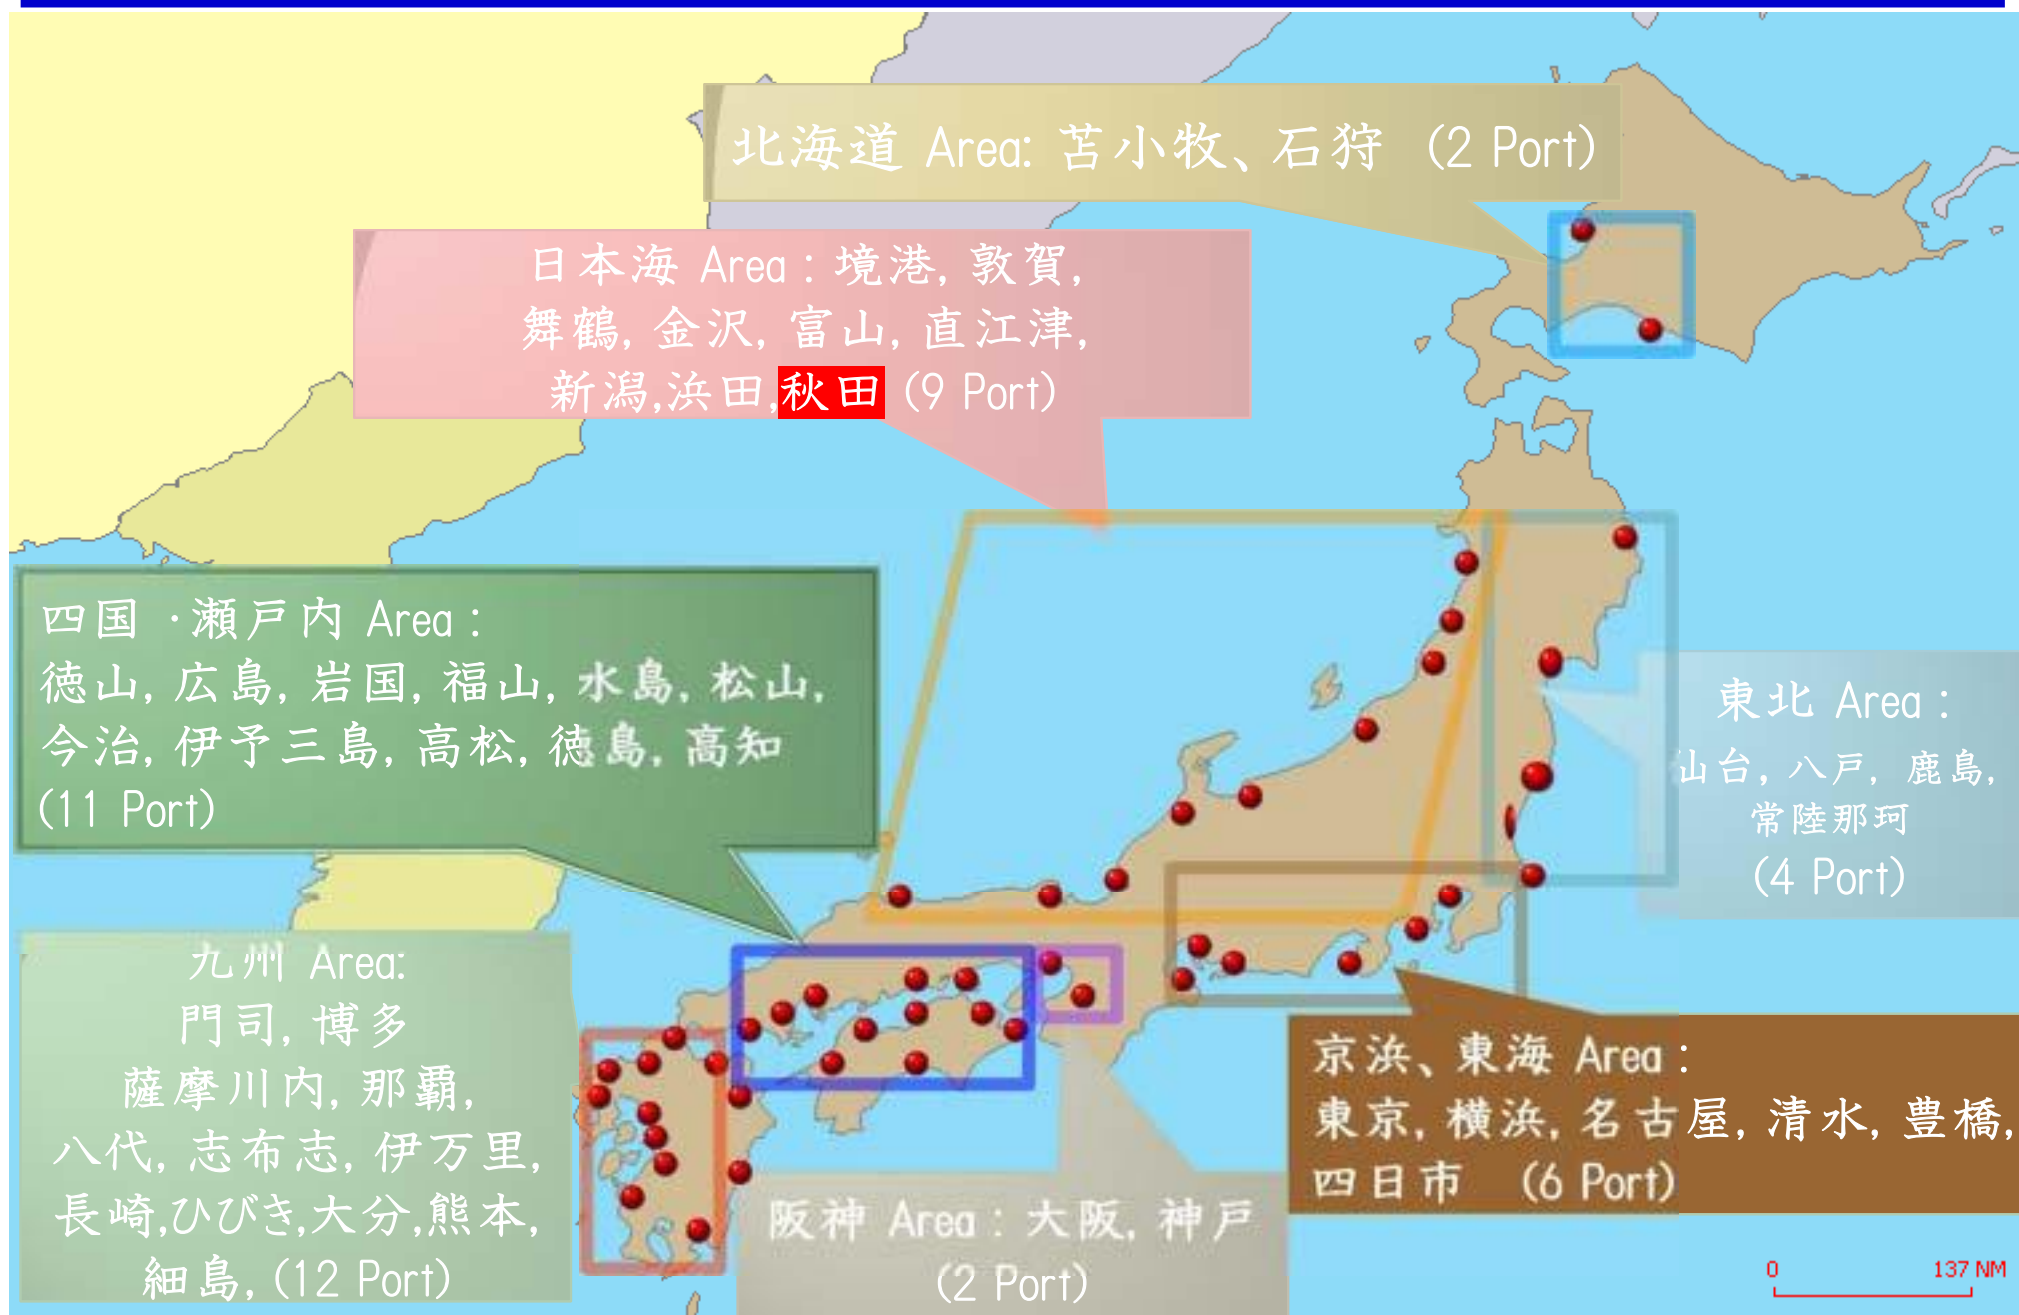 北海道 Area: 苫小牧、石狩 (2 Port)
日本海 Area : 境港, 敦賀,
舞鶴, 金沢, 富山, 直江津,
新潟,浜田,秋田 (9 Port)
四国 ·瀬戸内 Area :
徳山, 広島, 岩国, 福山, 水島, 松山,
今治, 伊予三島, 高松, 徳島, 高知
(11 Port)
東北 Area :
仙台, 八戸, 鹿島,
常陸那珂
(4 Port)
九州 Area:
門司, 博多
薩摩川内, 那覇,
八代, 志布志, 伊万里,
長崎,ひびき,大分,熊本,
細島, (12 Port)
阪神 Area : 大阪, 神戸
(2 Port)
京浜、東海 Area :
東京, 横浜, 名古屋, 清水, 豊橋,
四日市 (6 Port)
0 137 NM